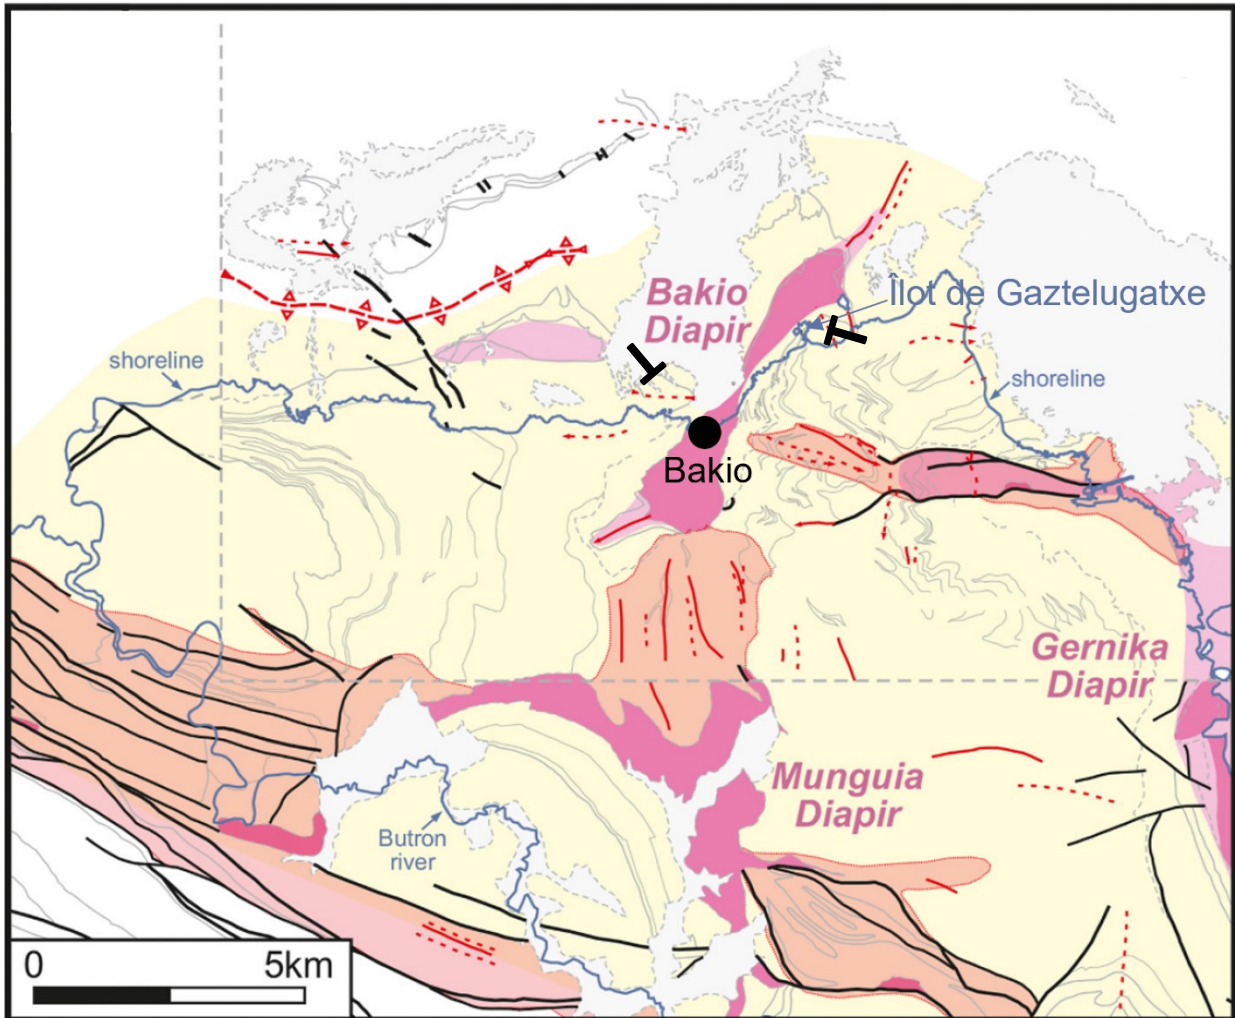 Bakio
Diapir
Îlot de Gaztelugatxe
shoreline
shoreline
Bakio
Gernika
Diapir
Munguia
Diapir
Butron
river
0 5km